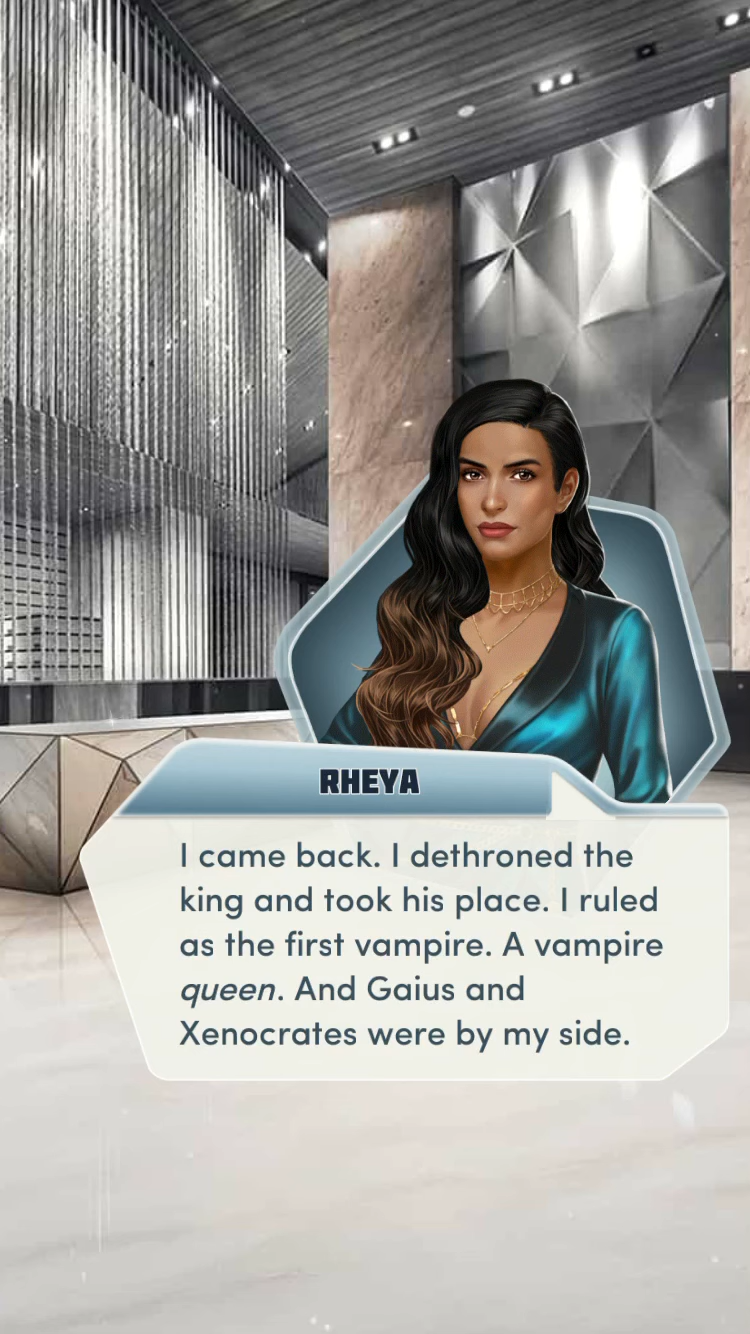 RHEYA
I came back. I dethroned the
king and took his place. I ruled
as the first vampire. A vampire
queen. And Gaius and
Xenocrates were by my side.